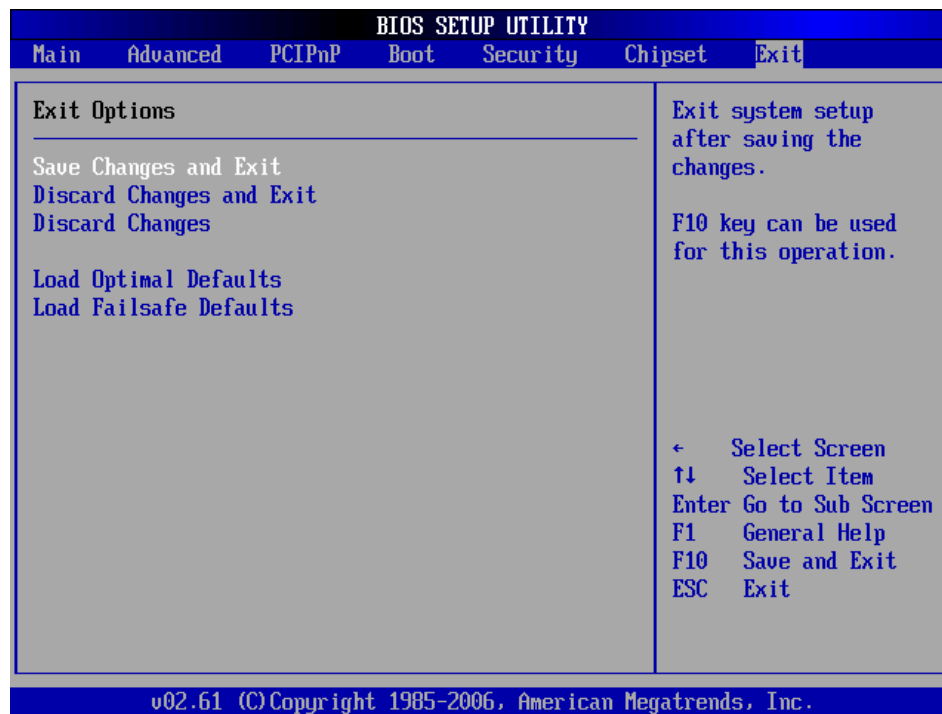 BIOS SETUP UTILITY
Main Advanced PCIPnP Boot Security Chipset Exit
Exit Options
Save Changes and Exit
Discard Changes and Exit
Discard Changes
Load Optimal Defaults
Load Failsafe Defaults
Exit system setup
after saving the
changes.
F10 key can be used
for this operation.
← Select Screen
↑↓ Select Item
Enter Go to Sub Screen
F1 General Help
F10 Save and Exit
ESC Exit
v02.61 (C)Copyright 1985-2006, American Megatrends, Inc.